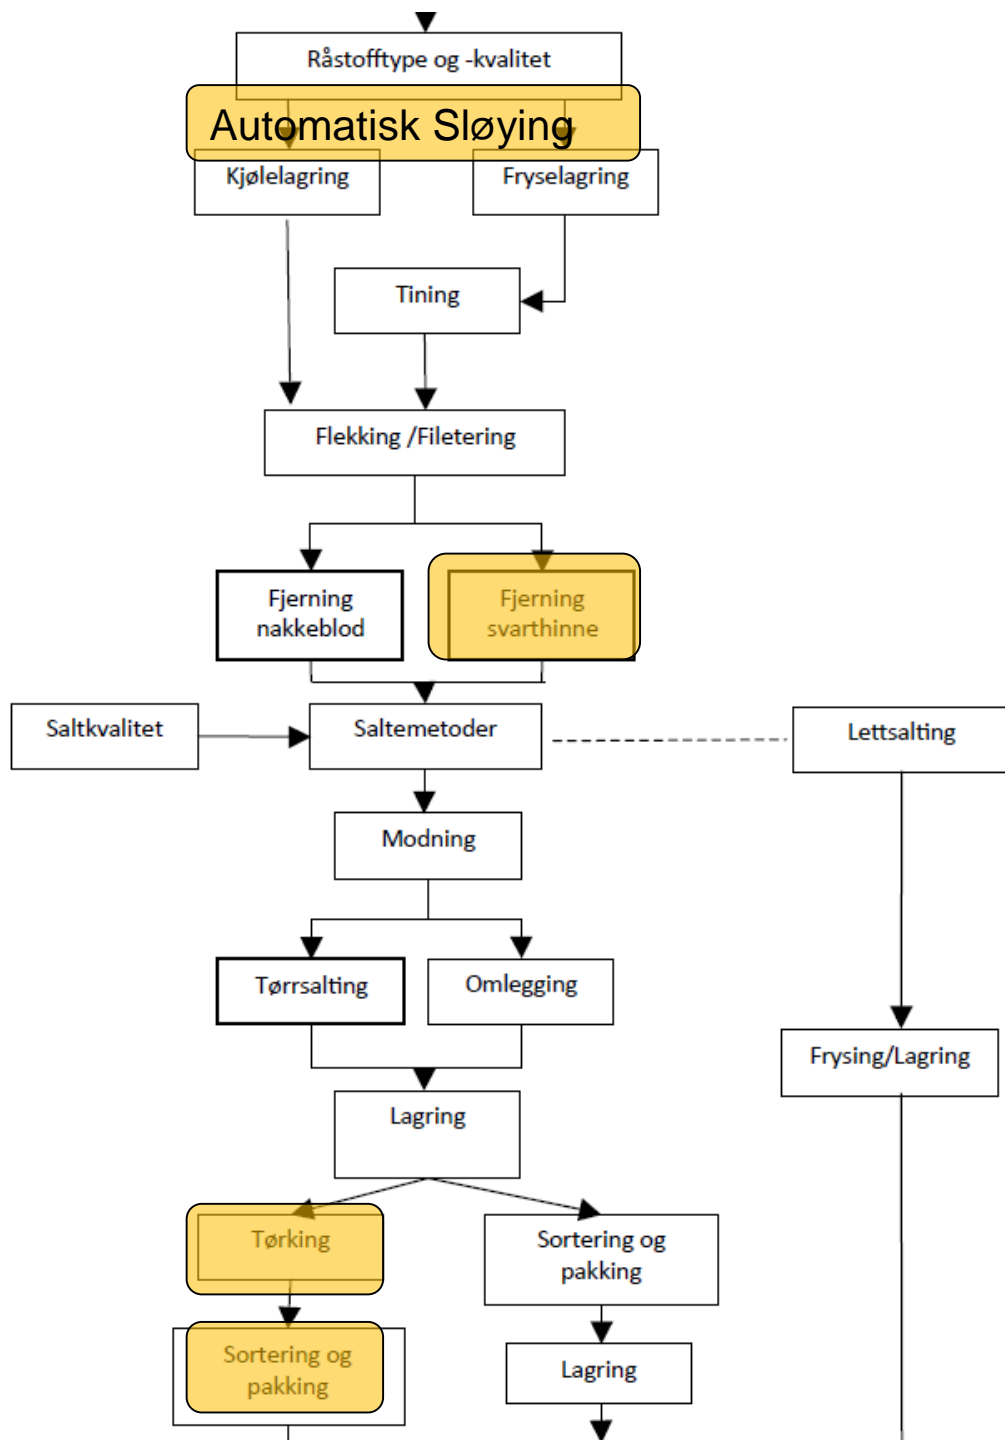 Råstofftype og -kvalitet
Automatisk Sløying
Kjølelagring
Fryselagring
Tining
Flekking /Filetering
Fjerning
nakkeblod
Fjerning
svarthinne
Saltkvalitet
Saltemetoder
Lettsalting
Modning
Tørrsalting
Omlegging
Frysing/Lagring
Lagring
Tørking
Sortering og
pakking
Sortering og
pakking
Lagring